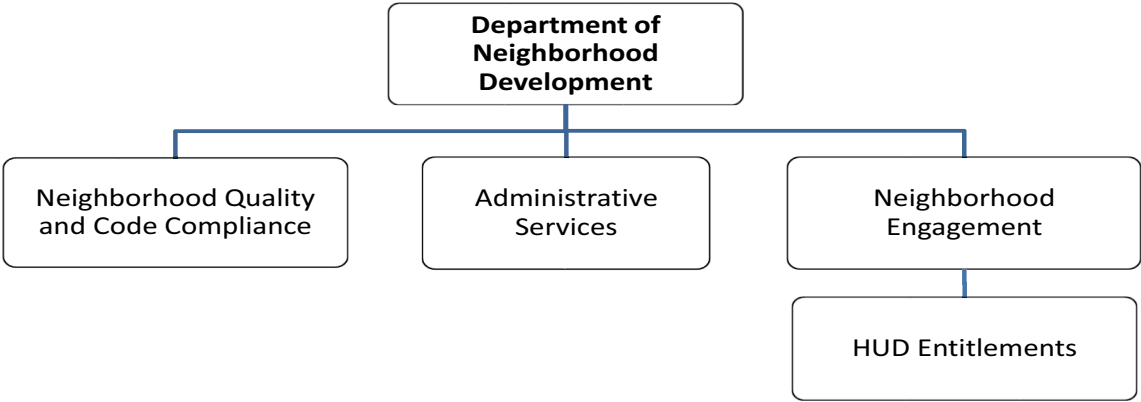 Department of
Neighborhood
Development
Neighborhood Quality
and Code Compliance
Administrative
Services
Neighborhood
Engagement
HUD Entitlements